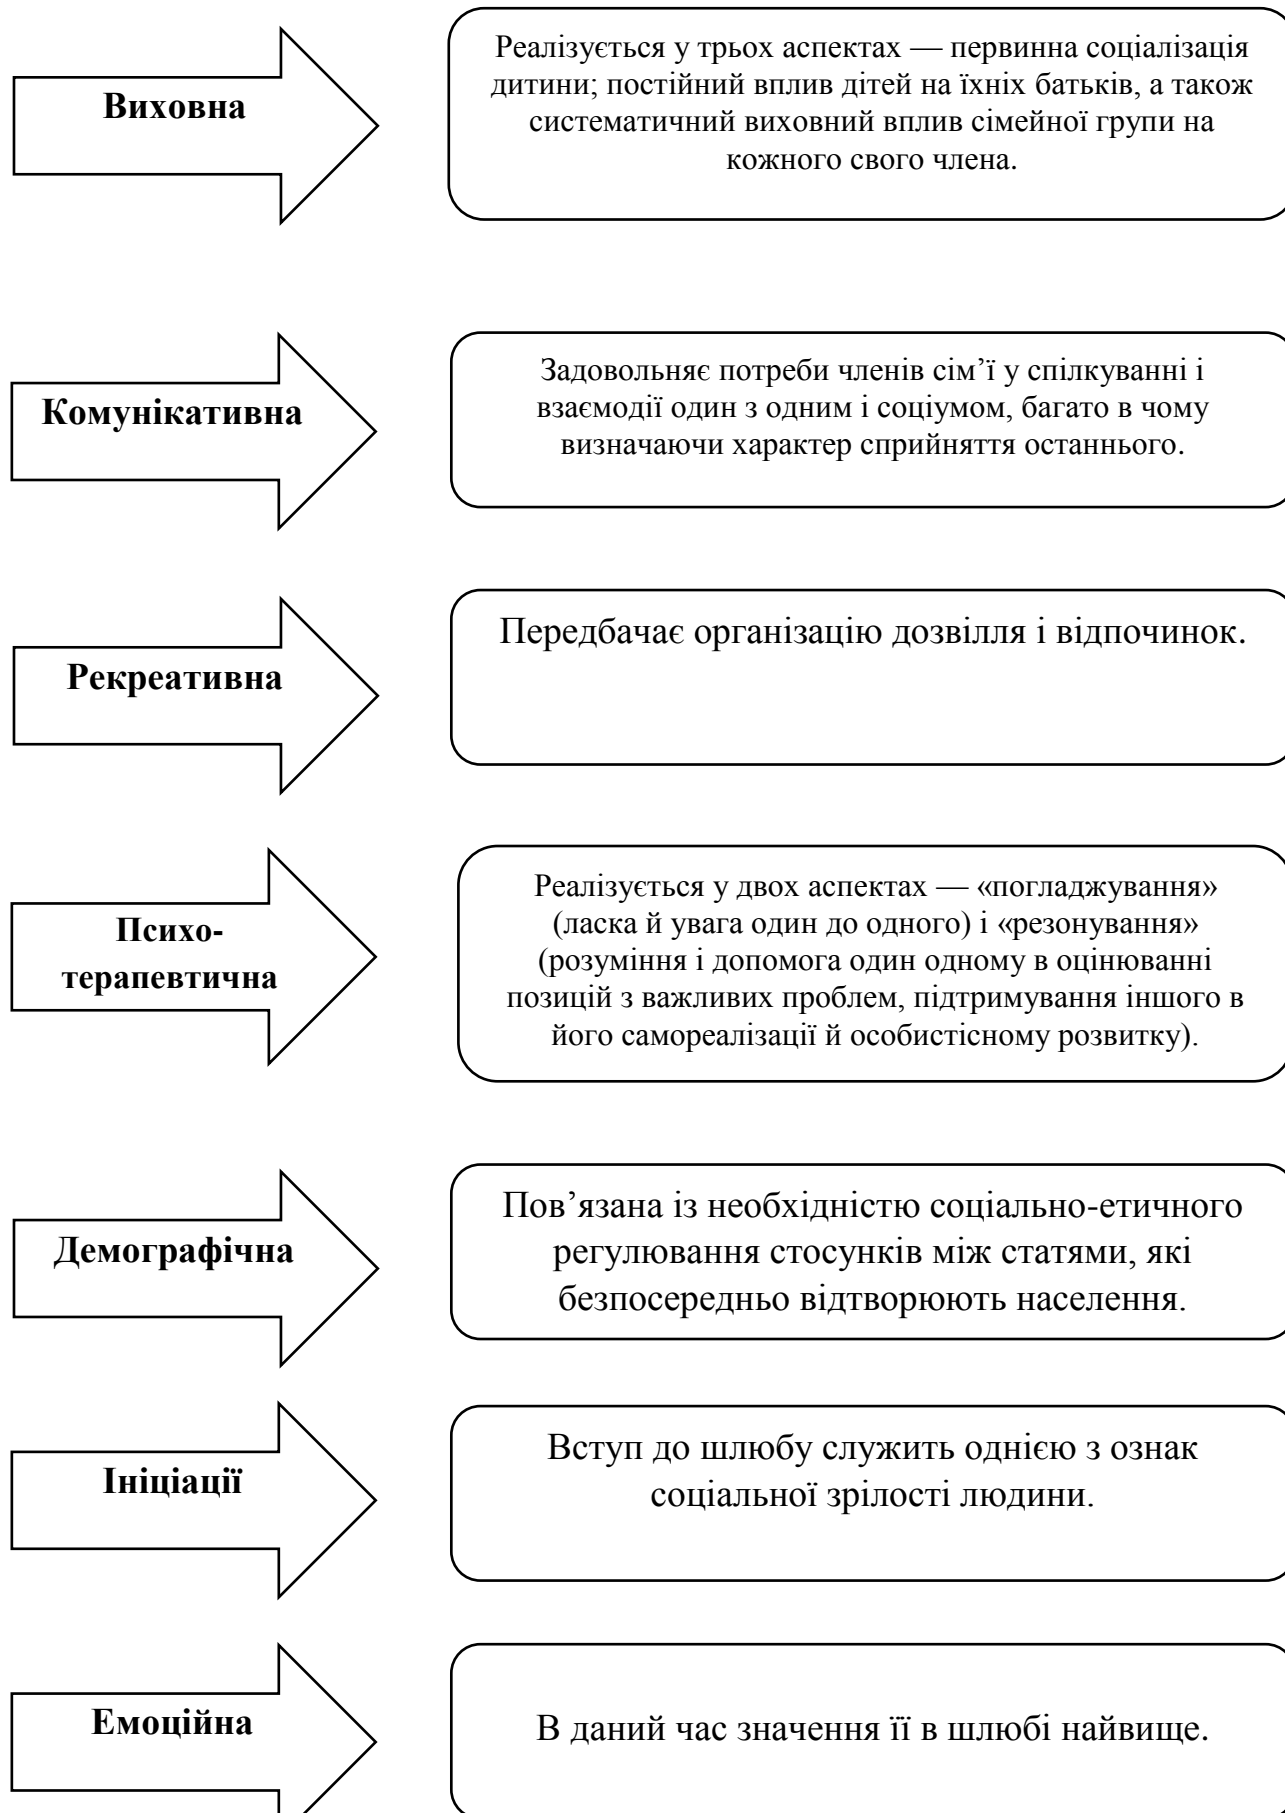 Виховна
Реалізується у трьох аспектах — первинна соціалізація
дитини; постійний вплив дітей на їхніх батьків, а також
систематичний виховний вплив сімейної групи на
кожного свого члена.
Комунікативна
Задовольняє потреби членів сім’ї у спілкуванні і
взаємодії один з одним і соціумом, багато в чому
визначаючи характер сприйняття останнього.
Рекреативна
Передбачає організацію дозвілля і відпочинок.
Психо-
терапевтична
Реалізується у двох аспектах — «погладжування»
(ласка й увага один до одного) і «резонування»
(розуміння і допомога один одному в оцінюванні
позицій з важливих проблем, підтримування іншого в
його самореалізації й особистісному розвитку).
Демографічна
Пов’язана із необхідністю соціально-етичного
регулювання стосунків між статями, які
безпосередньо відтворюють населення.
Ініціації
Вступ до шлюбу служить однією з ознак
соціальної зрілості людини.
Емоційна
В даний час значення її в шлюбі найвище.